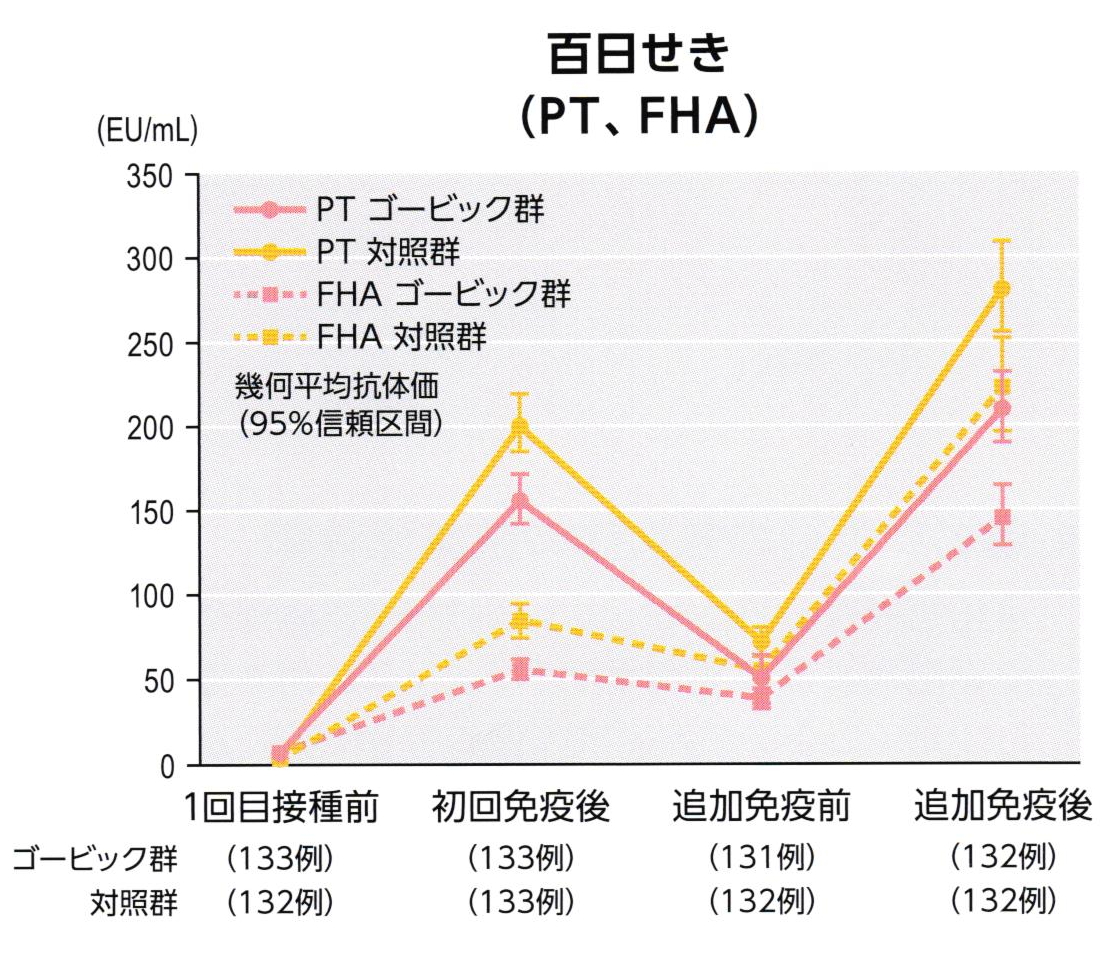 百日せき
（PT、FHA）
(EU/mL)
350
300
250
200
150
100
50
0
PT ゴービック群
PT 対照群
FHA ゴービック群
FHA 対照群
幾何平均抗体価
（95%信頼区間）
1回目接種前 初回免疫後 追加免疫前 追加免疫後
ゴービック群 （133例） （133例） （131例） （132例）
対照群 （132例） （133例） （132例） （132例）